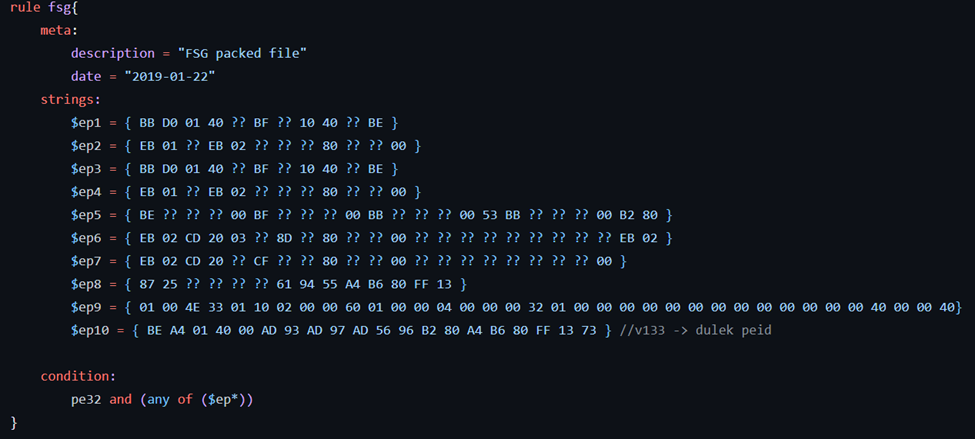 rule fsg{
meta:
description = "FSG packed file"
date = "2019-01-22"
strings:
$ep1 = { BB D0 01 40 ?? BF ?? 10 40 ?? BE }
$ep2 = { EB 01 ?? EB 02 ?? ?? ?? 80 ?? ?? 00 }
$ep3 = { BB D0 01 40 ?? BF ?? 10 40 ?? BE }
$ep4 = { EB 01 ?? EB 02 ?? ?? ?? 80 ?? ?? 00 }
$ep5 = { BE ?? ?? ?? 00 BF ?? ?? ?? 00 BB ?? ?? ?? 00 53 BB ?? ?? ?? 00 B2 80 }
$ep6 = { EB 02 CD 20 03 ?? 8D ?? 80 ?? ?? 00 ?? ?? ?? ?? ?? ?? ?? ?? ?? EB 02 }
$ep7 = { EB 02 CD 20 ?? CF ?? ?? 80 ?? ?? 00 ?? ?? ?? ?? ?? ?? ?? ?? 00 }
$ep8 = { 87 25 ?? ?? ?? ?? 61 94 55 A4 B6 80 FF 13 }
$ep9 = { 01 00 4E 33 01 10 02 00 00 60 01 00 00 04 00 00 00 32 01 00 00 00 00 00 00 00 00 00 00 00 00 00 40 00 00 40}
$ep10 = { BE A4 01 40 00 AD 93 AD 97 AD 56 96 B2 80 A4 B6 80 FF 13 73 } //v133 -> dulek peid
condition:
pe32 and (any of ($ep*))
}